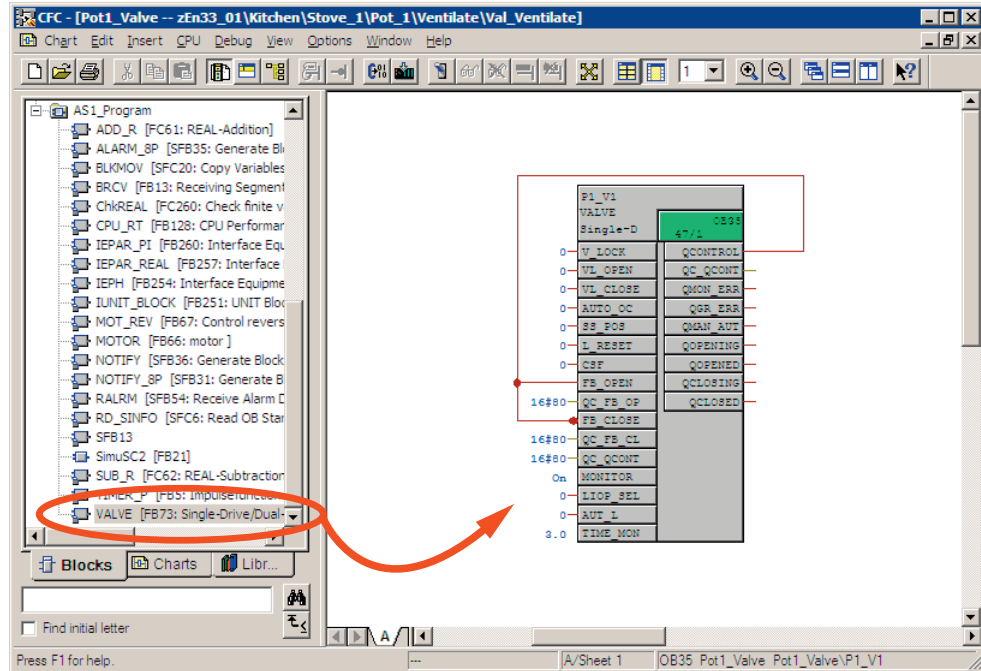 CFC - [Pot1_Valve -- zEn33_01\Kitchen\Stove_1\Pot_1\Ventilate\Val_Ventilate]
Chart Edit Insert CPU Debug View Options Window Help
1
AS1_Program
ADD_R [FC61: REAL-Addition]
ALARM_8P [SFB35: Generate Bl
BLKMOV [SFC20: Copy Variables
BRCV [FB13: Receiving Segment
ChkREAL [FC260: Check finite v
CPU_RT [FB128: CPU Performan
IEPAR_PI [FB260: Interface Equ
IEPAR_REAL [FB257: Interface
IEPH [FB254: Interface Equipme
IUNIT_BLOCK [FB251: UNIT Bloc
MOT_REV [FB67: Control revers
MOTOR [FB66: motor ]
NOTIFY [SFB36: Generate Block
NOTIFY_8P [SFB31: Generate B
RALRM [SFB54: Receive Alarm D
RD_SINFO [SFC6: Read OB Star
SFB13
SimuSC2 [FB21]
SUB_R [FC62: REAL-Subtraction
TIMER_P [FB5: Impulsefunction
VALVE [FB73: Single-Drive/Dual-
Blocks Charts Libr...
Find initial letter
P1_V1
VALVE
Single-D
OB35
47/1
0 V_LOCK QCONTROL
0 VL_OPEN QC_QCONT
0 VL_CLOSE QMON_ERR
0 AUTO_OC QGR_ERR
0 SS_POS QMAN_AUT
0 L_RESET QOPENING
0 CSF QOPENED
FB_OPEN QCLOSING
16#80 QC_FB_OP QCLOSED
FB_CLOSE
16#80 QC_FB_CL
16#80 QC_QCONT
On MONITOR
0 LIOP_SEL
0 AUT_L
3.0 TIME_MON
A
Press F1 for help. --- A/Sheet 1 OB35 Pot1_Valve Pot1_Valve\P1_V1